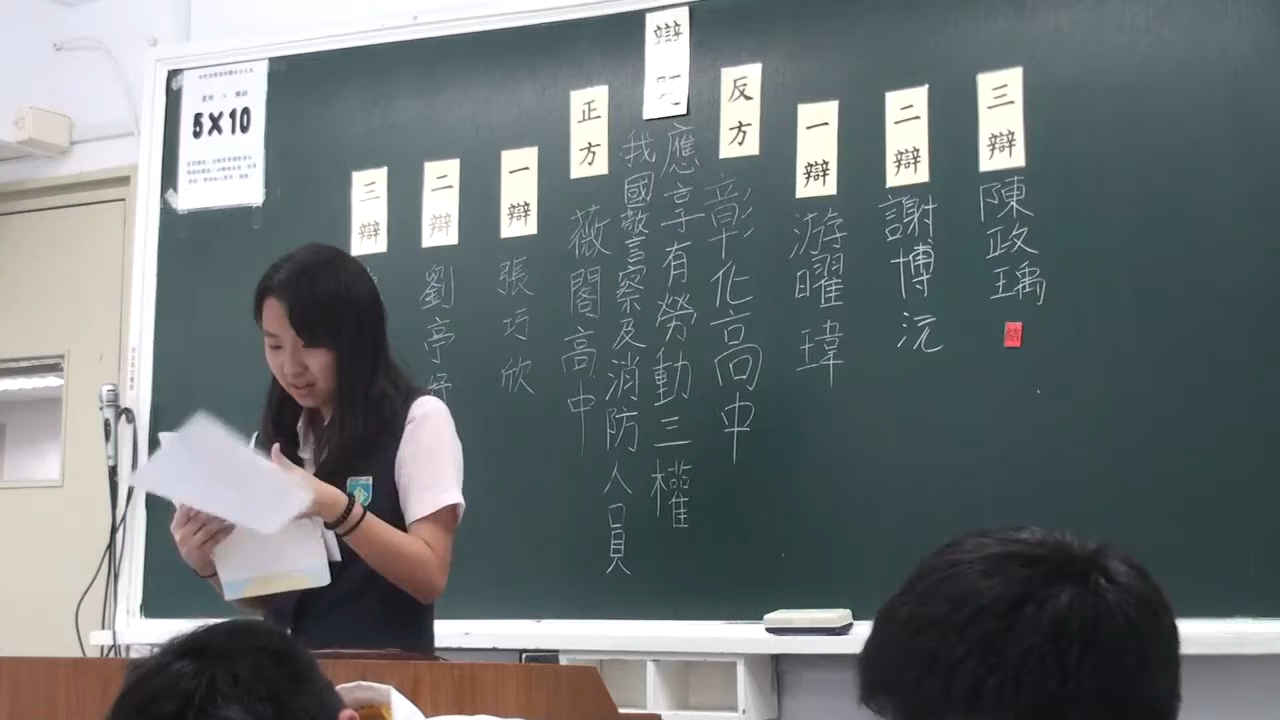 5×10
三辯
二辯
劉亭妤
一辯
張巧欣
正方
薇閣高中
辯
我國警察及消防人員
應享有勞動三權
反方
彰化高中
一辯
游曜瑋
二辯
謝博沅
三辯
陳政瑀
結